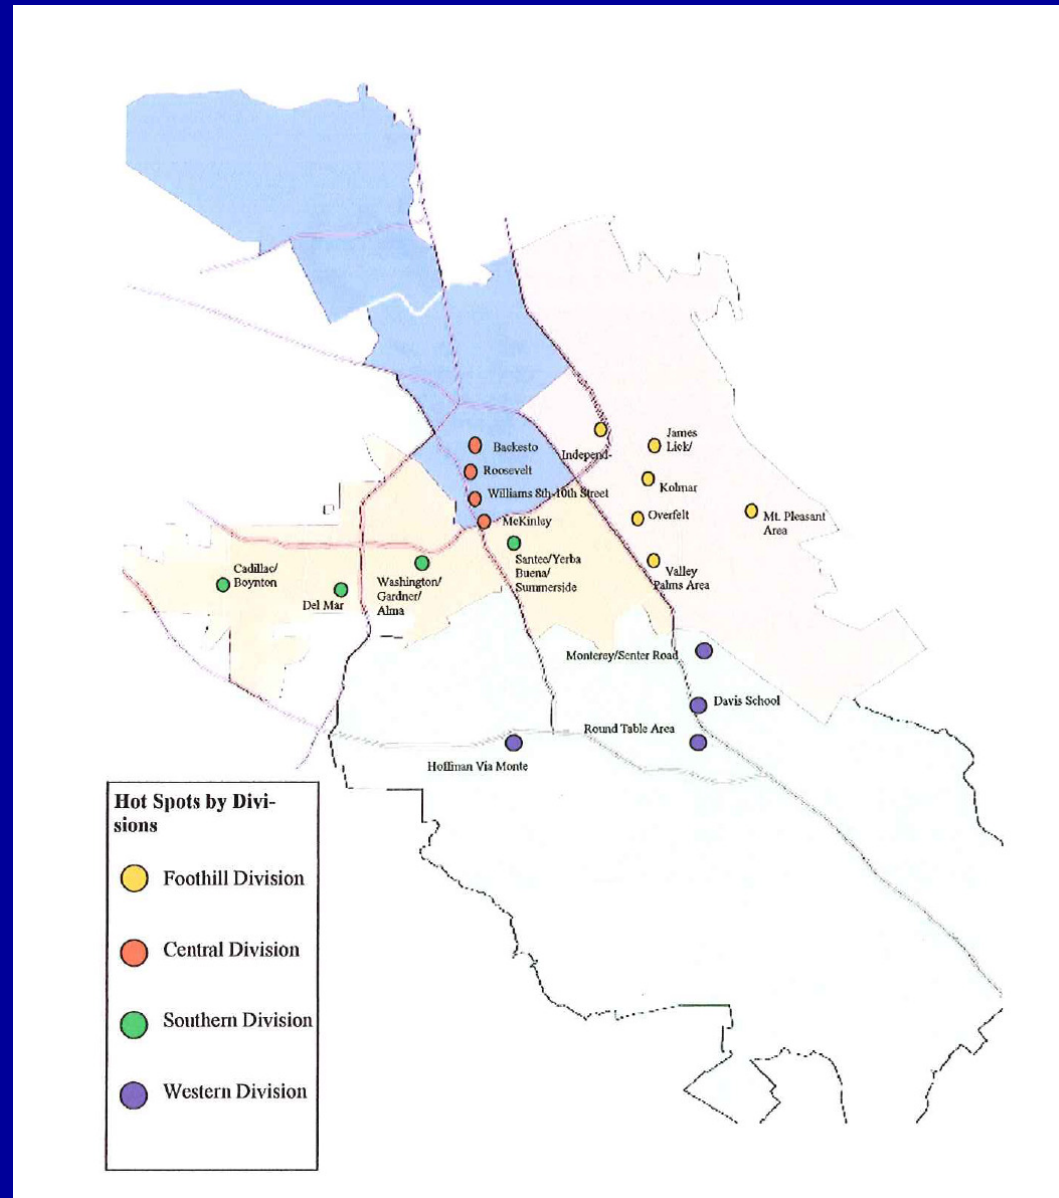 Backesto
Roosevelt
Williams 8th-10th Street
McKinley
Independ-
James
Lick/
Kolmar
Overfelt
Mt. Pleasant
Area
Valley
Palms Area
Santee/Yerba
Buena/
Summerside
Washington/
Gardner/
Alma
Cadillac/
Boynton
Del Mar
Monterey/Senter Road
Davis School
Round Table Area
Hoffman Via Monte
Hot Spots by Divi-
sions
Foothill Division
Central Division
Southern Division
Western Division